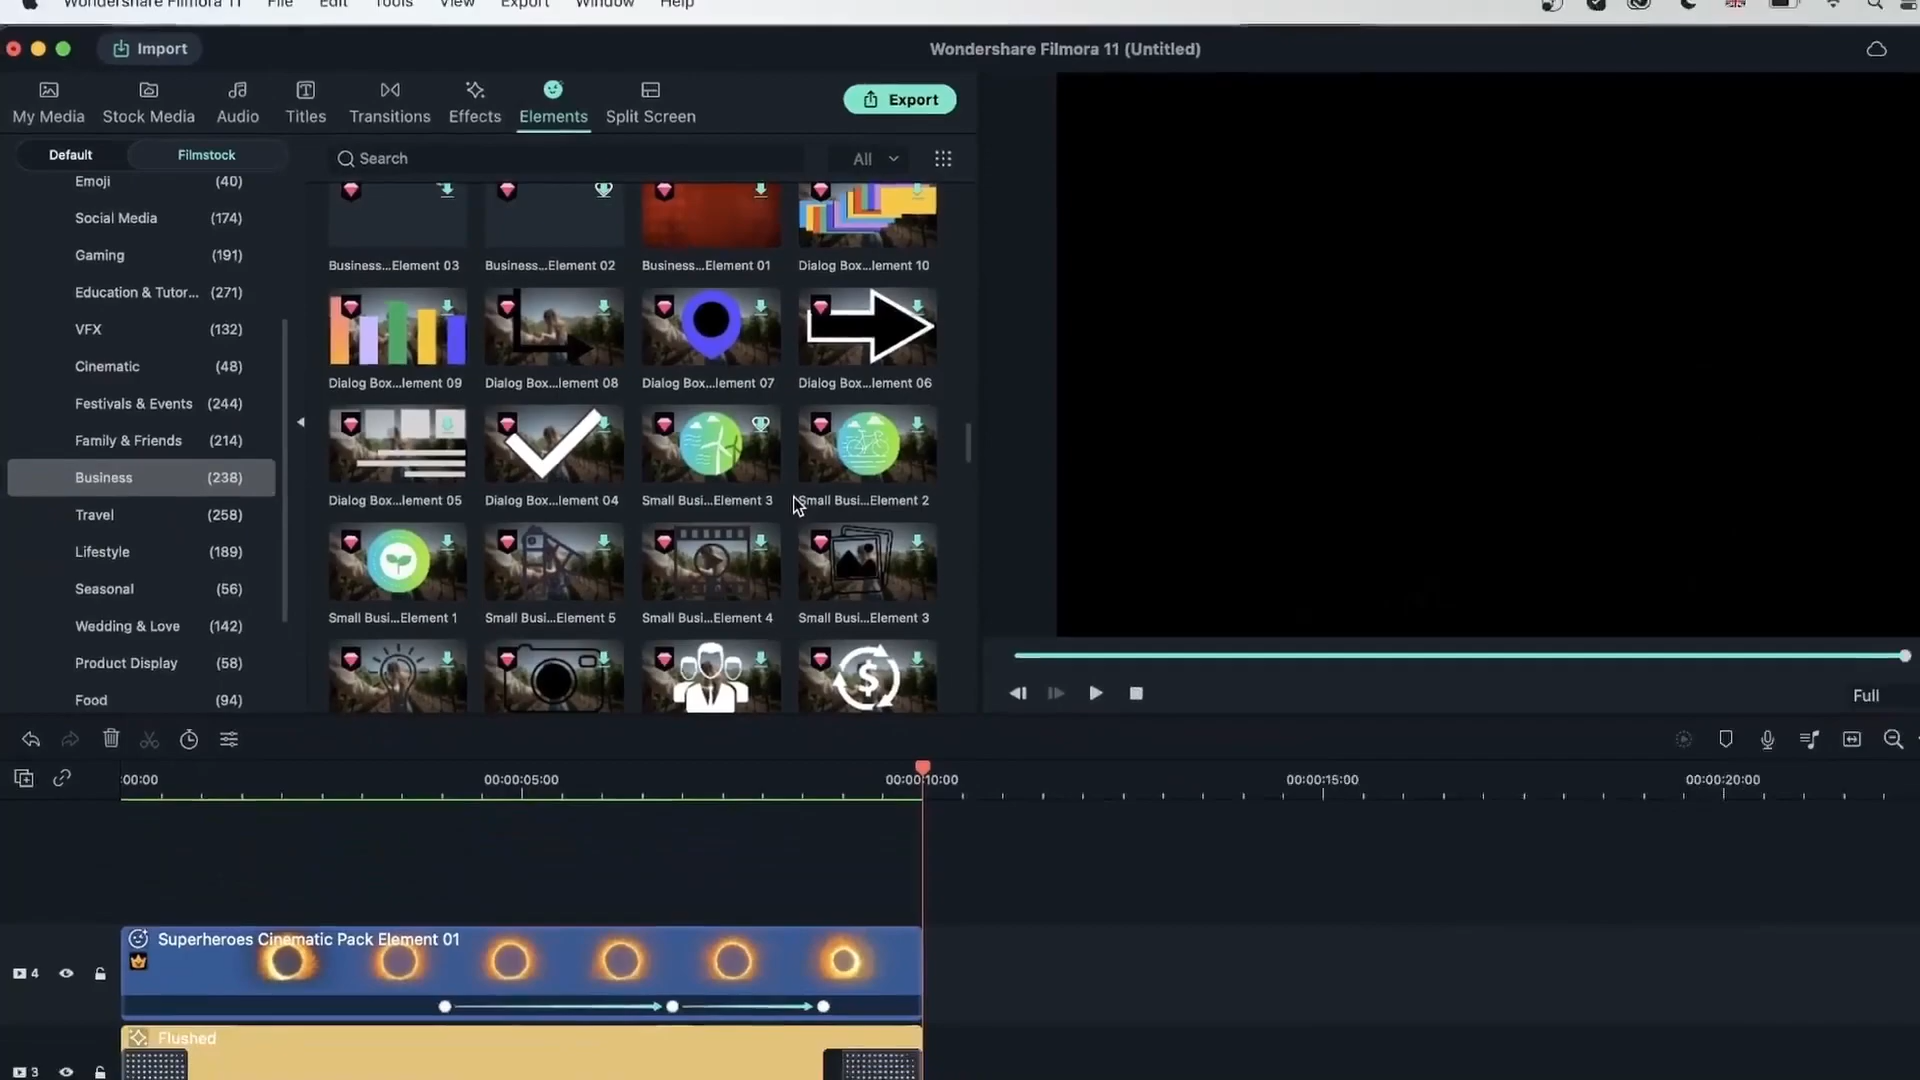 Wondershare Filmora 11 File Edit Tools View Export Window Help
Import
Wondershare Filmora 11 (Untitled)
My Media Stock Media Audio Titles Transitions Effects Elements Split Screen
Export
Default Filmstock
Search
All
Emoji (40)
Social Media (174)
Gaming (191)
Education & Tutor... (271)
VFX (132)
Cinematic (48)
Festivals & Events (244)
Family & Friends (214)
Business (238)
Travel (258)
Lifestyle (189)
Seasonal (56)
Wedding & Love (142)
Product Display (58)
Food (94)
Business...Element 03 Business...Element 02 Business...Element 01 Dialog Box...lement 10
Dialog Box...lement 09 Dialog Box...lement 08 Dialog Box...lement 07 Dialog Box...lement 06
Dialog Box...lement 05 Dialog Box...lement 04 Small Busi...Element 3 Small Busi...Element 2
Small Busi...Element 1 Small Busi...Element 5 Small Busi...Element 4 Small Busi...Element 3
$
Full
:00:00 00:00:05:00 00:00:10:00 00:00:15:00 00:00:20:00
Superheroes Cinematic Pack Element 01
4
Flushed
3